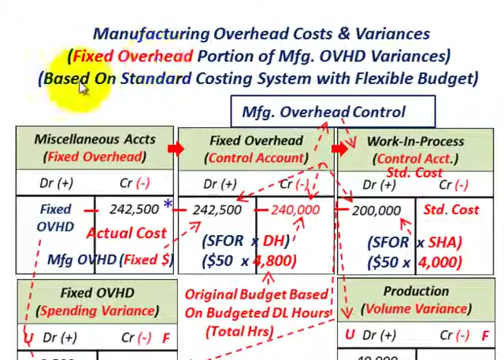 Manufacturing Overhead Costs & Variances
(Fixed Overhead Portion of Mfg. OVHD Variances)
(Based On Standard Costing System with Flexible Budget)
Mfg. Overhead Control
Miscellaneous Accts
(Fixed Overhead)
Dr (+) Cr (-)
Fixed OVHD 242,500 *
Actual Cost
Mfg OVHD (Fixed $)
Fixed Overhead
(Control Account)
Dr (+) Cr (-)
242,500 240,000
(SFOR x DH)
($50 x 4,800)
Original Budget Based
On Budgeted DL Hours
(Total Hrs)
Work-In-Process
(Control Acct.)
Std. Cost
Dr (+) Cr (-)
200,000 Std. Cost
(SFOR x SHA)
($50 x 4,000)
Fixed OVHD
(Spending Variance)
U Dr (+) Cr (-) F
Production
(Volume Variance)
U Dr (+) Cr (-) F